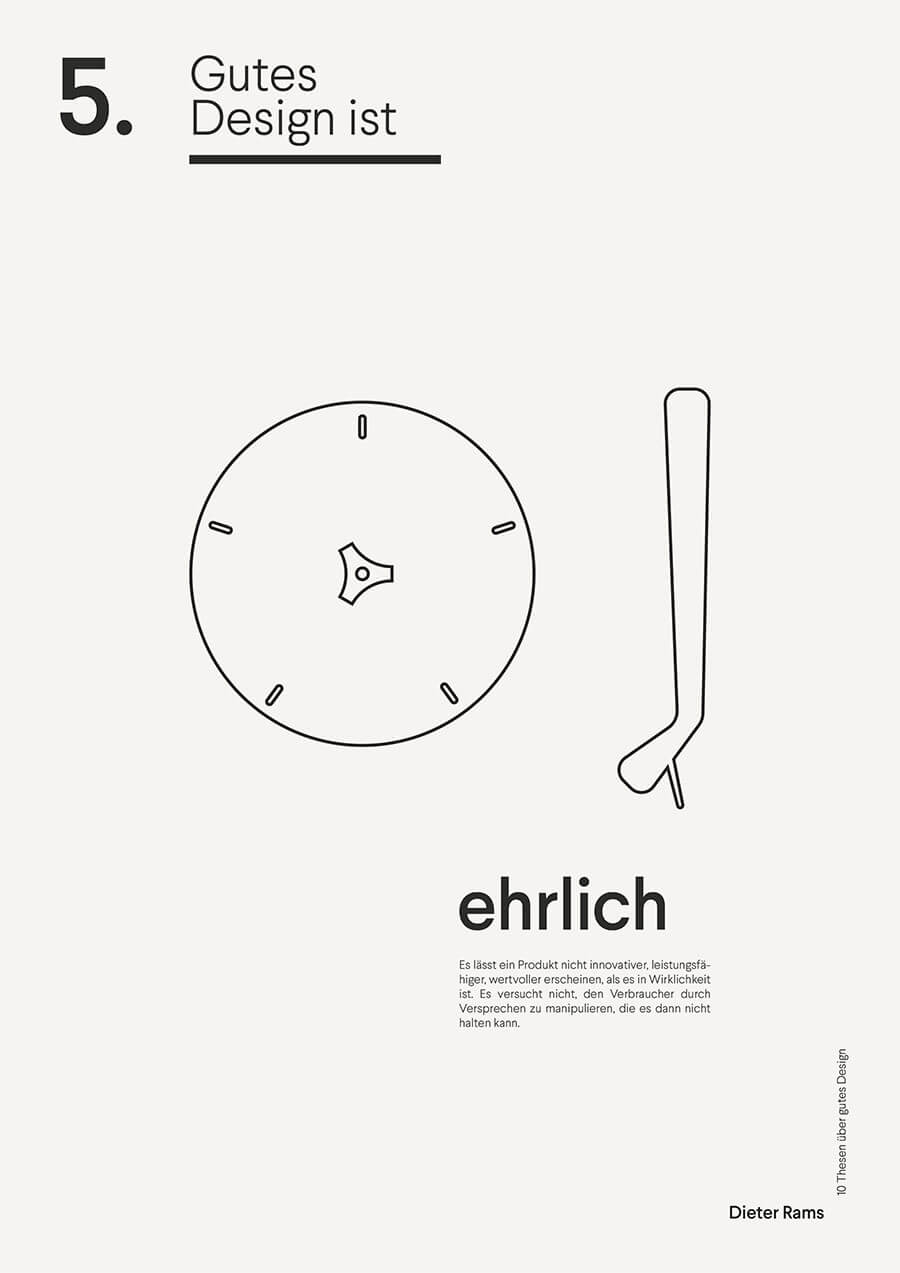 5.
Gutes
Design ist
ehrlich
Es lässt ein Produkt nicht innovativer, leistungsfä-
higer, wertvoller erscheinen, als es in Wirklichkeit
ist. Es versucht nicht, den Verbraucher durch
Versprechen zu manipulieren, die es dann nicht
halten kann.
10 Thesen über gutes Design
Dieter Rams